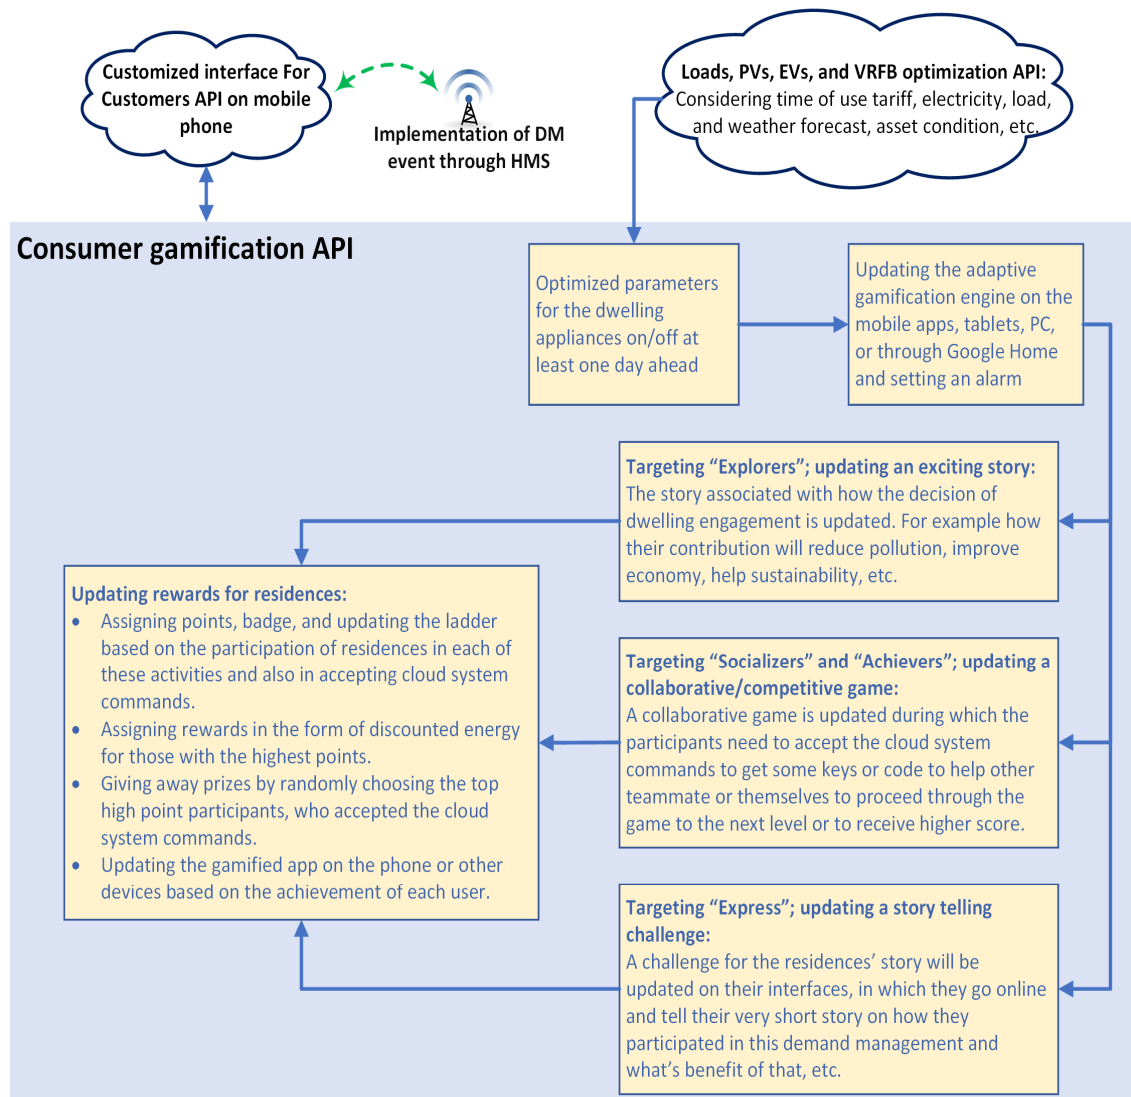 Customized interface For
Customers API on mobile
phone
Implementation of DM
event through HMS
Loads, PVs, EVs, and VRFB optimization API:
Considering time of use tariff, electricity, load,
and weather forecast, asset condition, etc.
Consumer gamification API
Optimized parameters
for the dwelling
appliances on/off at
least one day ahead
Updating the adaptive
gamification engine on the
mobile apps, tablets, PC,
or through Google Home
and setting an alarm
Targeting “Explorers”; updating an exciting story:
The story associated with how the decision of
dwelling engagement is updated. For example how
their contribution will reduce pollution, improve
economy, help sustainability, etc.
Targeting “Socializers” and “Achievers”; updating a
collaborative/competitive game:
A collaborative game is updated during which the
participants need to accept the cloud system
commands to get some keys or code to help other
teammate or themselves to proceed through the
game to the next level or to receive higher score.
Targeting “Express”; updating a story telling
challenge:
A challenge for the residences’ story will be
updated on their interfaces, in which they go online
and tell their very short story on how they
participated in this demand management and
what’s benefit of that, etc.
Updating rewards for residences:
• Assigning points, badge, and updating the ladder
based on the participation of residences in each of
these activities and also in accepting cloud system
commands.
• Assigning rewards in the form of discounted energy
for those with the highest points.
• Giving away prizes by randomly choosing the top
high point participants, who accepted the cloud
system commands.
• Updating the gamified app on the phone or other
devices based on the achievement of each user.